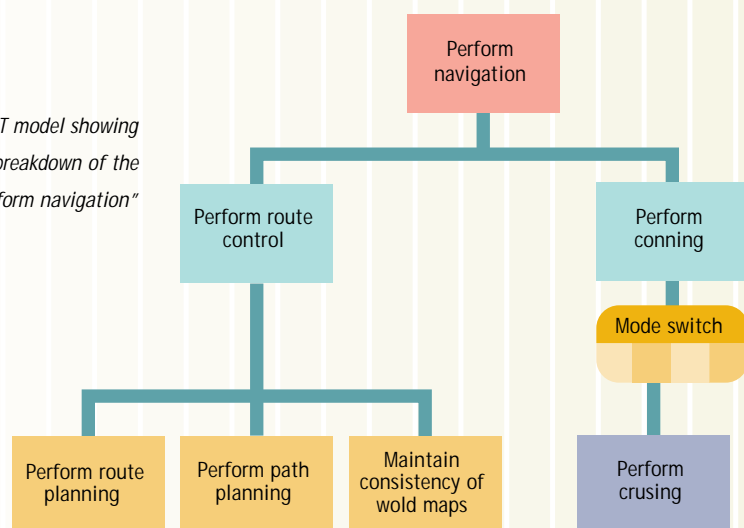 Perform
navigation
T model showing
breakdown of the
form navigation"
Perform route
control
Perform
conning
Mode switch
Perform route
planning
Perform path
planning
Maintain
consistency of
wold maps
Perform
crusing